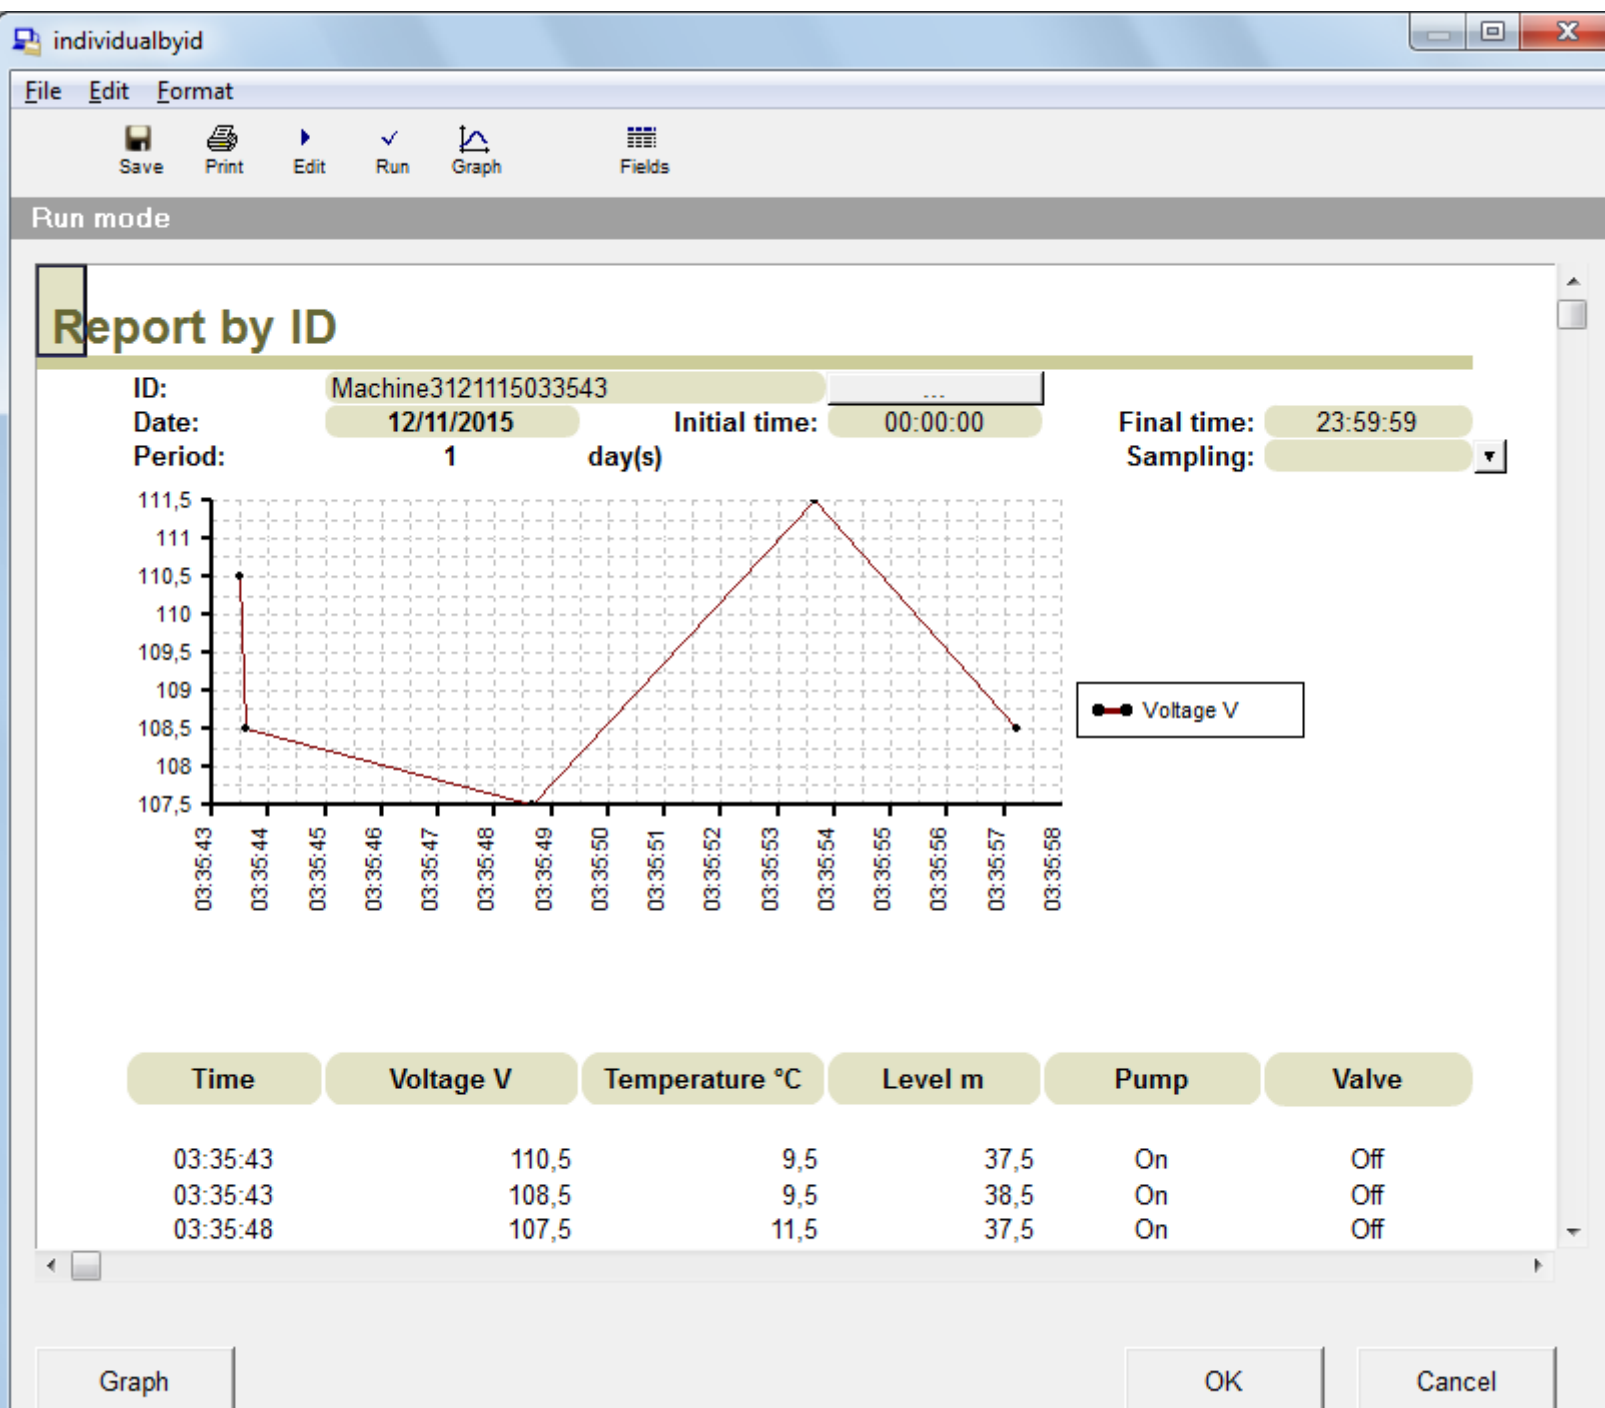 individualbyid
File Edit Format
Save Print Edit Run Graph Fields
Run mode
Report by ID
ID: Machine3121115033543 ...
Date: 12/11/2015 Initial time: 00:00:00 Final time: 23:59:59
Period: 1 day(s) Sampling:
111,5
111
110,5
110
109,5
109
108,5
108
107,5
Voltage V
03:35:43 03:35:44 03:35:45 03:35:46 03:35:47 03:35:48 03:35:49 03:35:50 03:35:51 03:35:52 03:35:53 03:35:54 03:35:55 03:35:56 03:35:57 03:35:58
Time Voltage V Temperature °C Level m Pump Valve
03:35:43 110,5 9,5 37,5 On Off
03:35:43 108,5 9,5 38,5 On Off
03:35:48 107,5 11,5 37,5 On Off
Graph OK Cancel